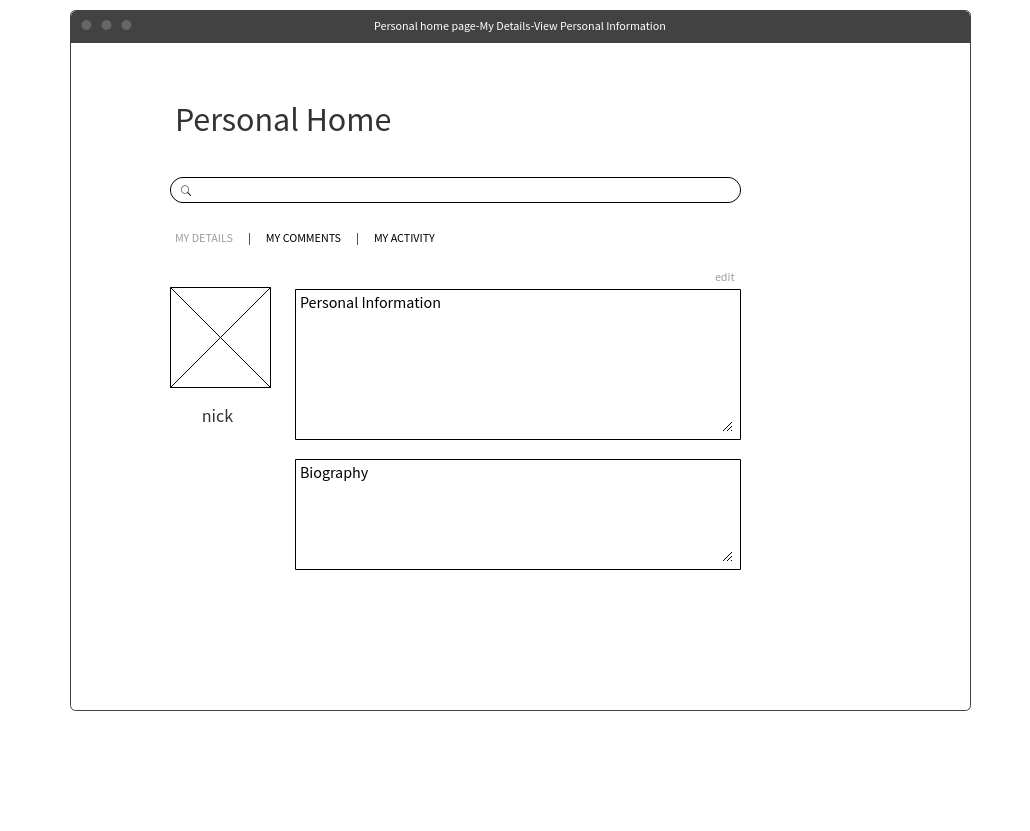 Personal home page-My Details-View Personal Information
Personal Home
MY DETAILS | MY COMMENTS | MY ACTIVITY
edit
Personal Information
nick
Biography